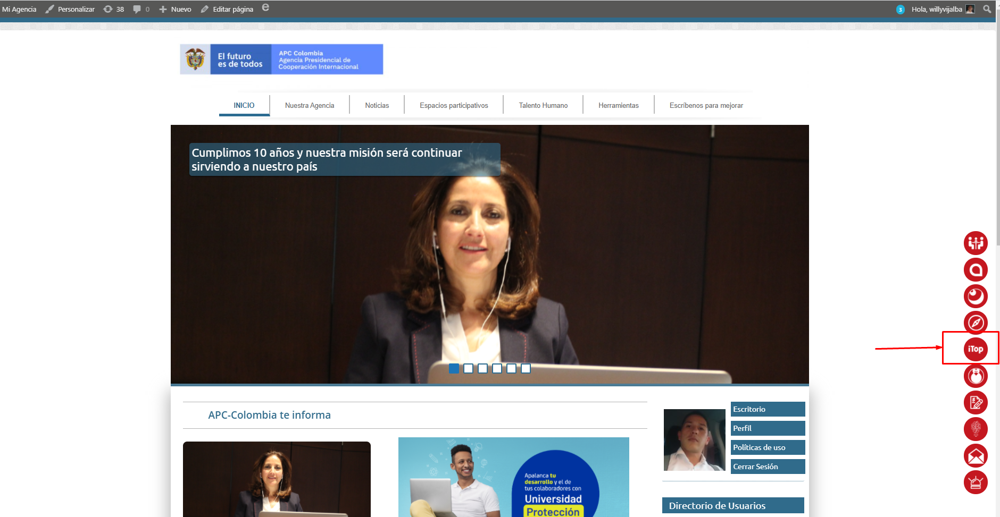 Mi Agencia Personalizar 38 0 Nuevo Editar página 3 Hola, willyvijalba
El futuro
es de todos
APC Colombia
Agencia Presidencial de
Cooperación Internacional
INICIO Nuestra Agencia Noticias Espacios participativos Talento Humano Herramientas Escríbenos para mejorar
Cumplimos 10 años y nuestra misión será continuar
sirviendo a nuestro país
iTop
APC-Colombia te informa
Escritorio
Perfil
Políticas de uso
Cerrar Sesión
Apalanca tu
desarrollo y el de
tus colaboradores con
Universidad
Protección
Directorio de Usuarios